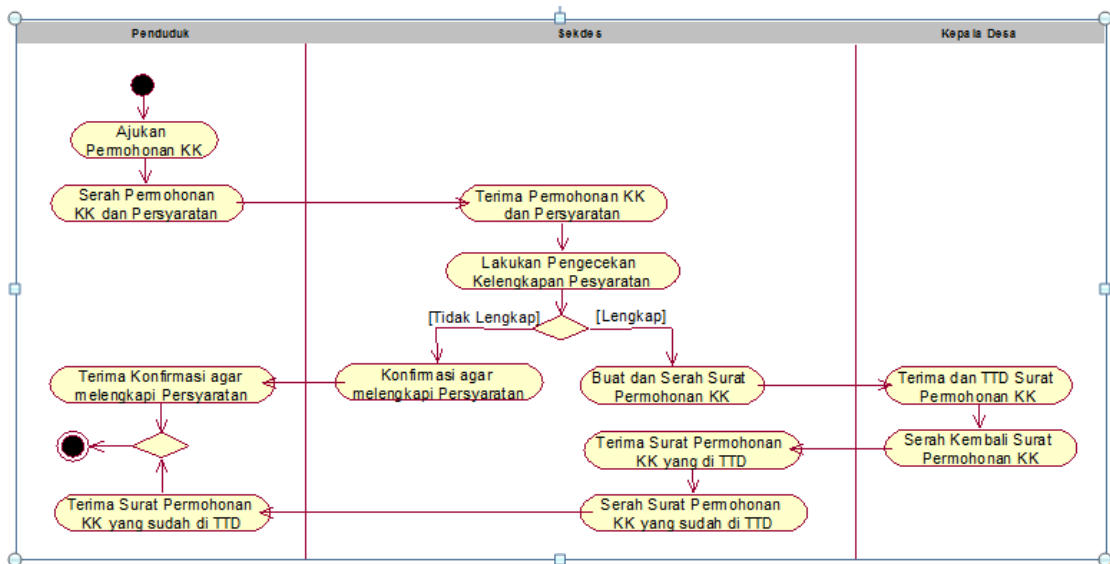 Penduduk
Sekdes
Kepala Desa
Ajukan
Permohonan KK
Serah Permohonan
KK dan Persyaratan
Terima Permohonan KK
dan Persyaratan
Lakukan Pengecekan
Kelengkapan Pesyaratan
[Tidak Lengkap]
[Lengkap]
Terima Konfirmasi agar
melengkapi Persyaratan
Konfirmasi agar
melengkapi Persyaratan
Buat dan Serah Surat
Permohonan KK
Terima dan TTD Surat
Permohonan KK
Terima Surat Permohonan
KK yang di TTD
Serah Kembali Surat
Permohonan KK
Terima Surat Permohonan
KK yang sudah di TTD
Serah Surat Permohonan
KK yang sudah di TTD